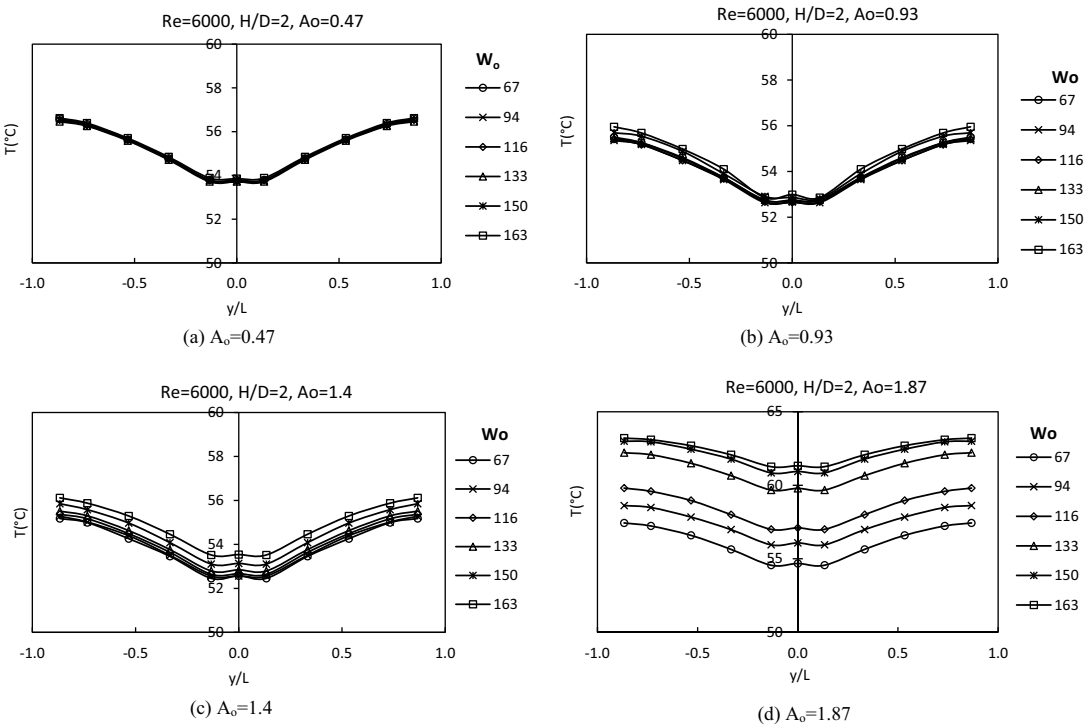 Re=6000, H/D=2, Ao=0.47
60
58
56
54
52
50
T(°C)
-1.0 -0.5 0.0 0.5 1.0
y/L
Wₒ
67
94
116
133
150
163
(a) Aₒ=0.47
Re=6000, H/D=2, Ao=0.93
60
58
56
54
52
50
T(°C)
-1.0 -0.5 0.0 0.5 1.0
y/L
Wo
67
94
116
133
150
163
(b) Aₒ=0.93
Re=6000, H/D=2, Ao=1.4
60
58
56
54
52
50
T(°C)
-1.0 -0.5 0.0 0.5 1.0
y/L
Wo
67
94
116
133
150
163
(c) Aₒ=1.4
Re=6000, H/D=2, Ao=1.87
65
60
55
50
T(°C)
-1.0 -0.5 0.0 0.5 1.0
y/L
Wo
67
94
116
133
150
163
(d) Aₒ=1.87